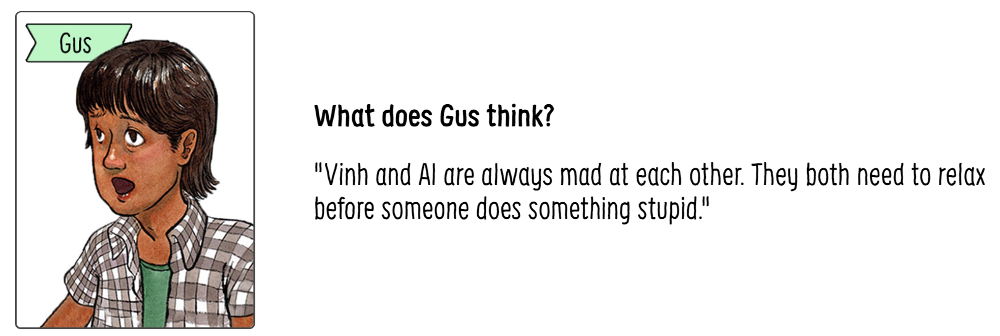 Gus
What does Gus think?
"Vinh and Al are always mad at each other. They both need to relax
before someone does something stupid."